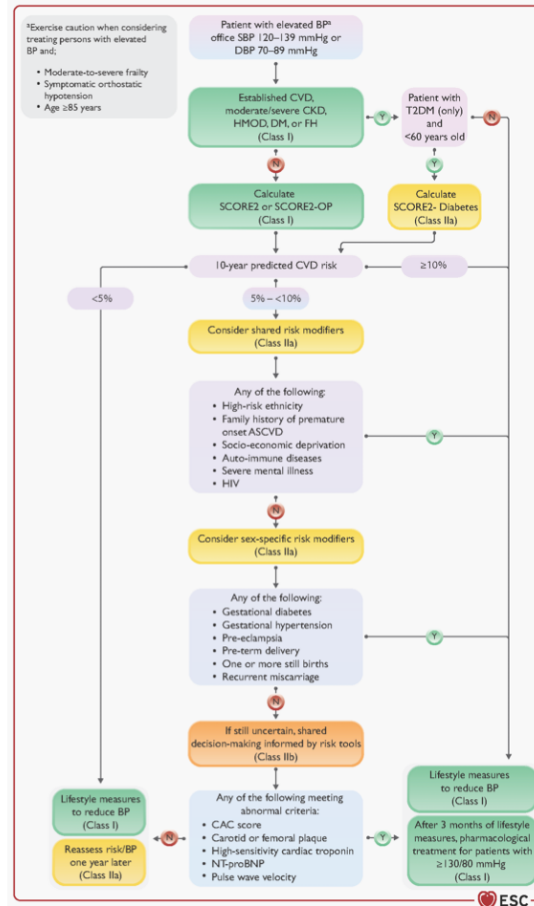 ªExercise caution when considering
treating persons with elevated
BP and;
• Moderate-to-severe frailty
• Symptomatic orthostatic
hypotension
• Age ≥85 years
Patient with elevated BPª
office SBP 120–139 mmHg or
DBP 70–89 mmHg
Established CVD,
moderate/severe CKD,
HMOD, DM, or FH
(Class I)
Y
Patient with
T2DM (only)
and
<60 years old
N
N
Y
Calculate
SCORE2 or SCORE2-OP
(Class I)
Calculate
SCORE2- Diabetes
(Class IIa)
10-year predicted CVD risk
≥10%
<5%
5% – <10%
Consider shared risk modifiers
(Class IIa)
Any of the following:
• High-risk ethnicity
• Family history of premature
onset ASCVD
• Socio-economic deprivation
• Auto-immune diseases
• Severe mental illness
• HIV
Y
N
Consider sex-specific risk modifiers
(Class IIa)
Any of the following:
• Gestational diabetes
• Gestational hypertension
• Pre-eclampsia
• Pre-term delivery
• One or more still births
• Recurrent miscarriage
Y
N
If still uncertain, shared
decision-making informed by risk tools
(Class IIb)
Any of the following meeting
abnormal criteria:
• CAC score
• Carotid or femoral plaque
• High-sensitivity cardiac troponin
• NT-proBNP
• Pulse wave velocity
N
Y
Lifestyle measures
to reduce BP
(Class I)
Reassess risk/BP
one year later
(Class IIa)
Lifestyle measures
to reduce BP
(Class I)
After 3 months of lifestyle
measures, pharmacological
treatment for patients with
≥130/80 mmHg
(Class I)
ESC